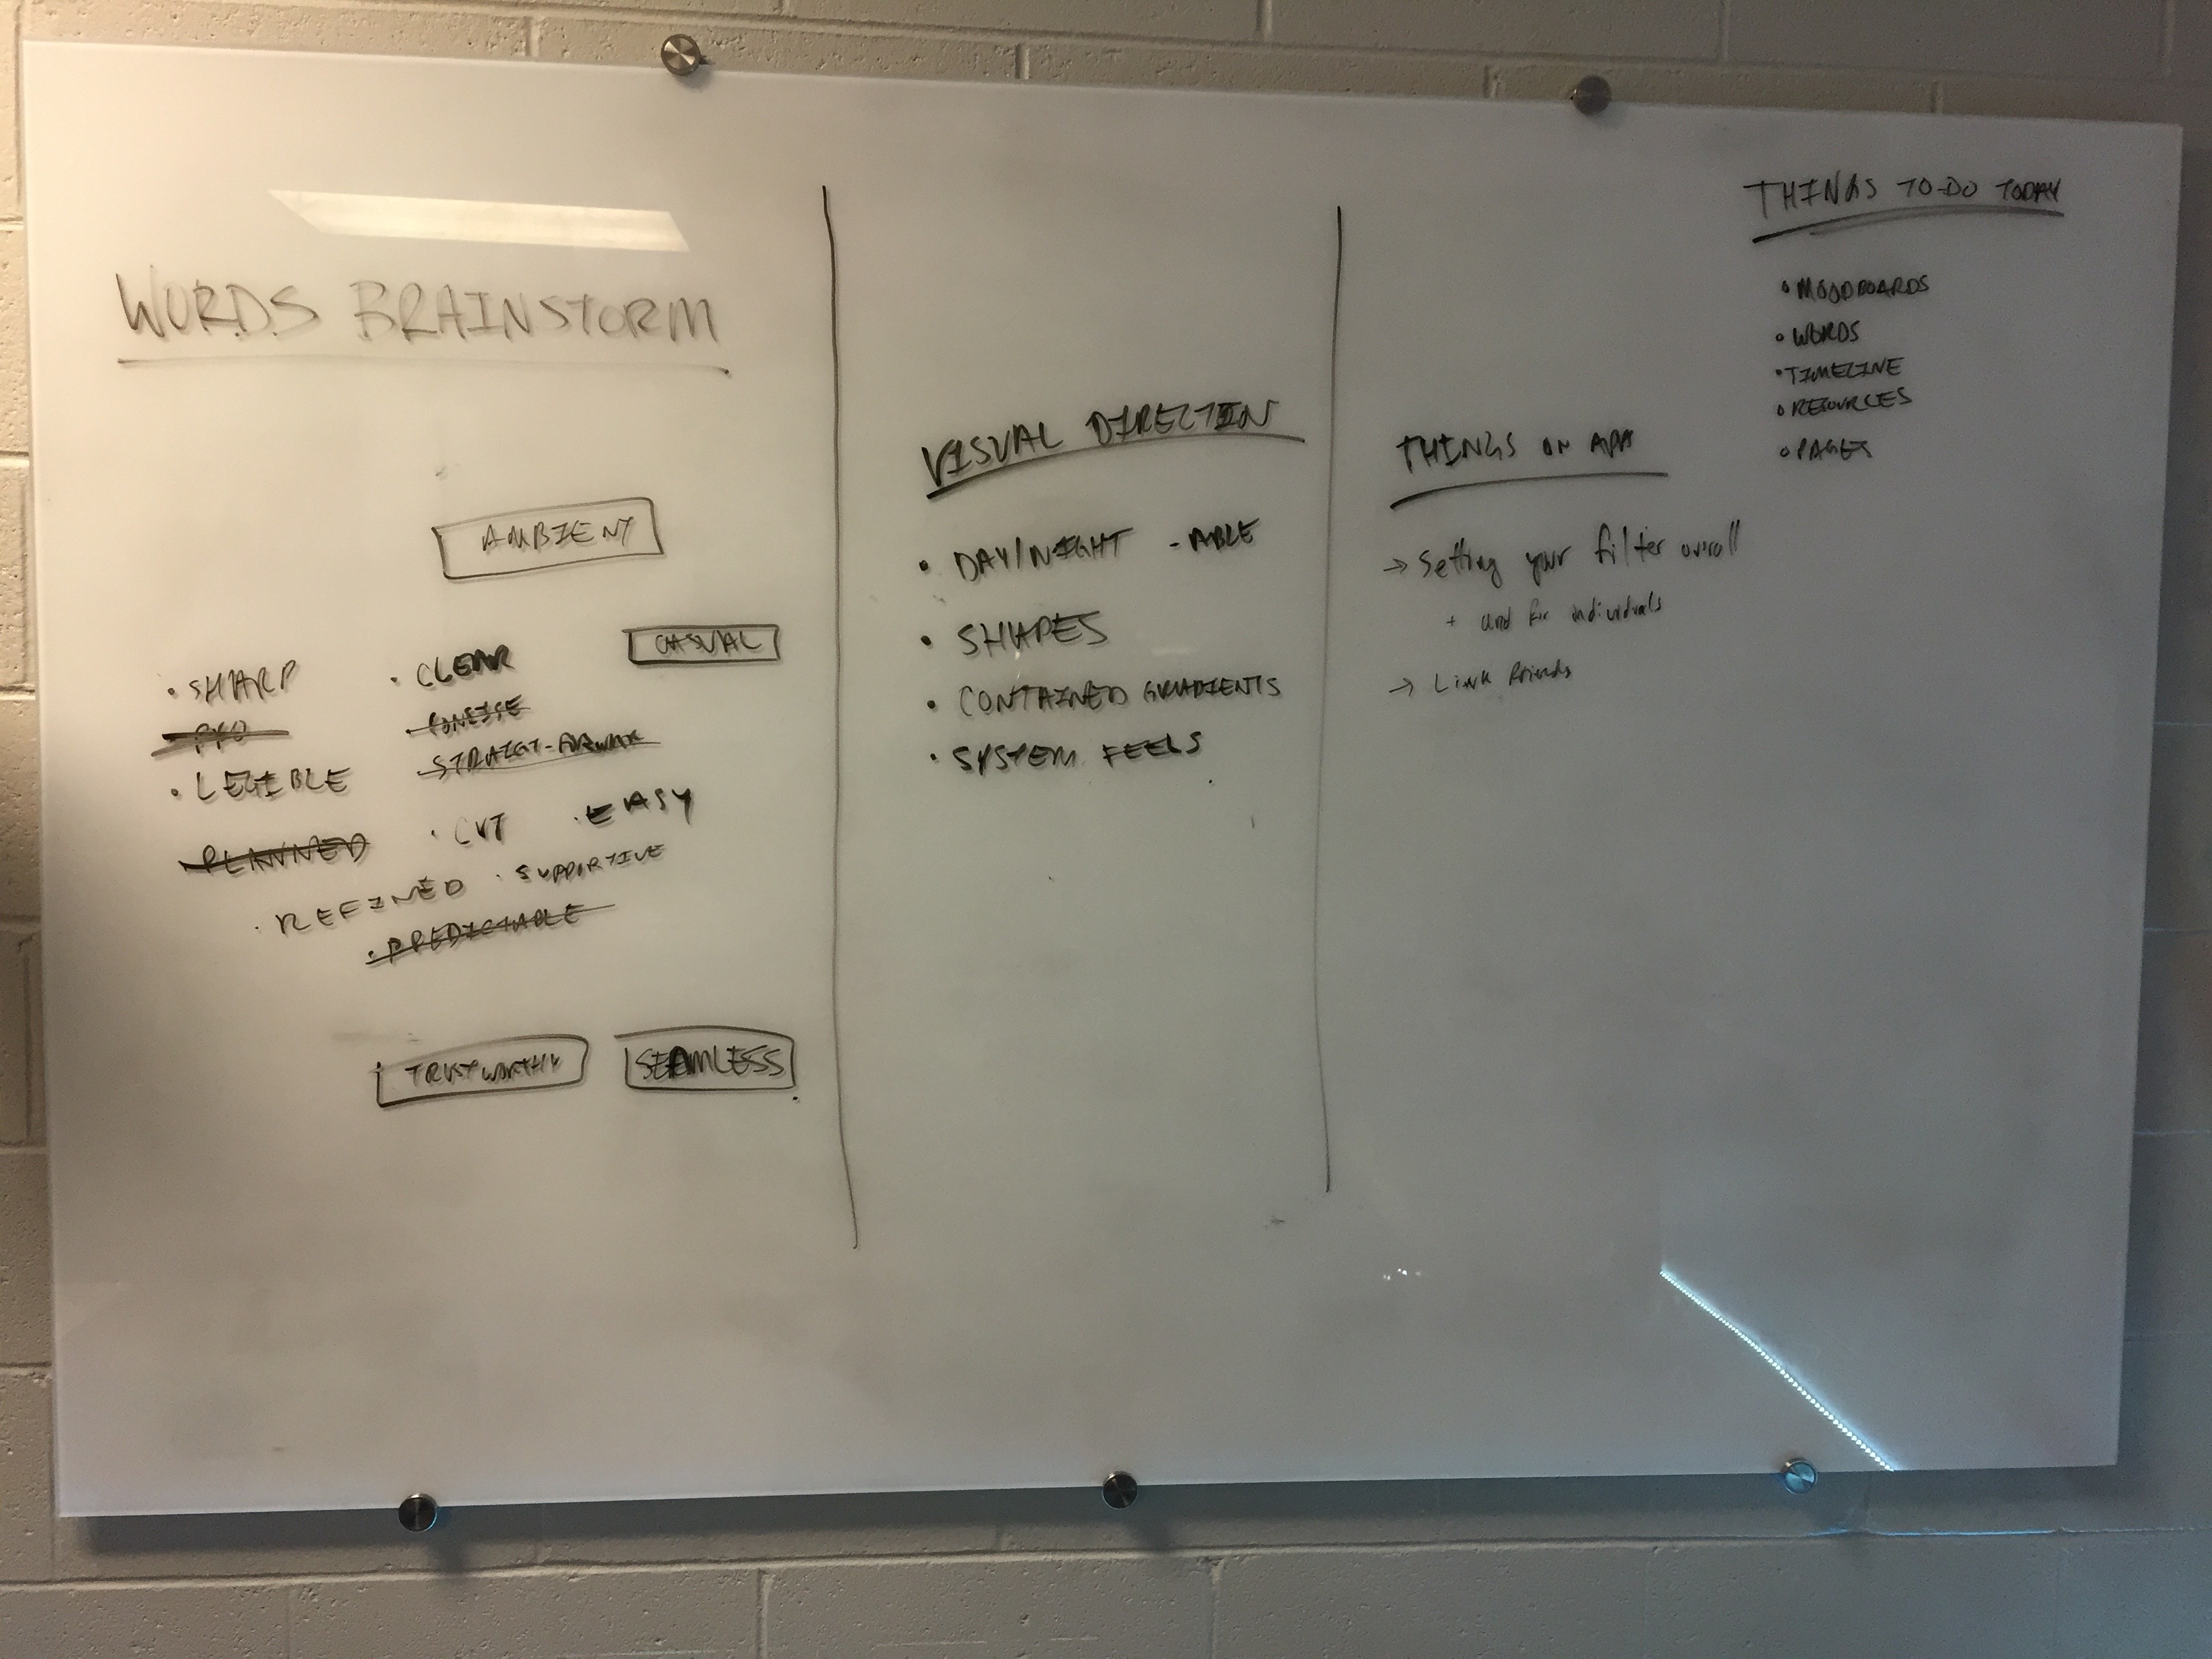 WORDS BRAINSTORM
AMBIENT
CASUAL
• SHARP
• CLEAR
PRO
CONCISE
STRAIGT-FORWAR
• LEGIBLE
PLANNED
• CUT
• EASY
• REFINED
• SUPPORTIVE
• PREDICTABLE
TRUSTWORTHY
SEAMLESS
VISUAL DIRECTION
• DAY/NIGHT -ABLE
• SHAPES
• CONTAINED GRADIENTS
• SYSTEM FEELS
THINGS ON APP
→ Setting your filter overall
+ and for individuals
→ Link friends
THINGS TO-DO TODAY
• MOODBOARDS
• WORDS
• TIMELINE
• RESOURCES
• PAGES